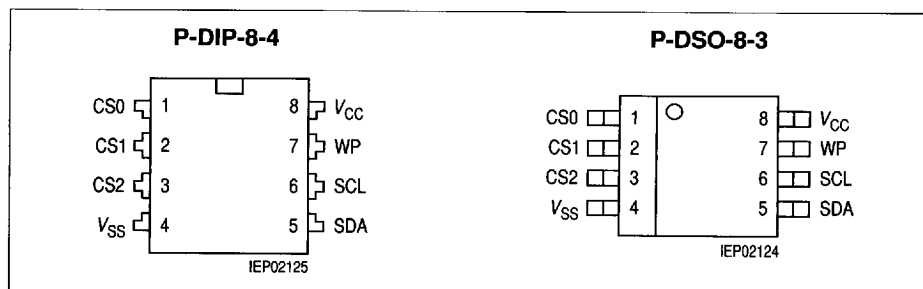 P-DIP-8-4
CS0 1 8 VCC
CS1 2 7 WP
CS2 3 6 SCL
VSS 4 5 SDA
IEP02125
P-DSO-8-3
CS0 1 8 VCC
CS1 2 7 WP
CS2 3 6 SCL
VSS 4 5 SDA
IEP02124